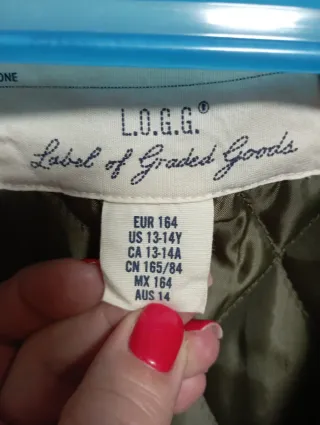 ONE
L.O.G.G.®
Label of Graded Goods
EUR 164
US 13-14Y
CA 13-14A
CN 165/84
MX 164
AUS 14